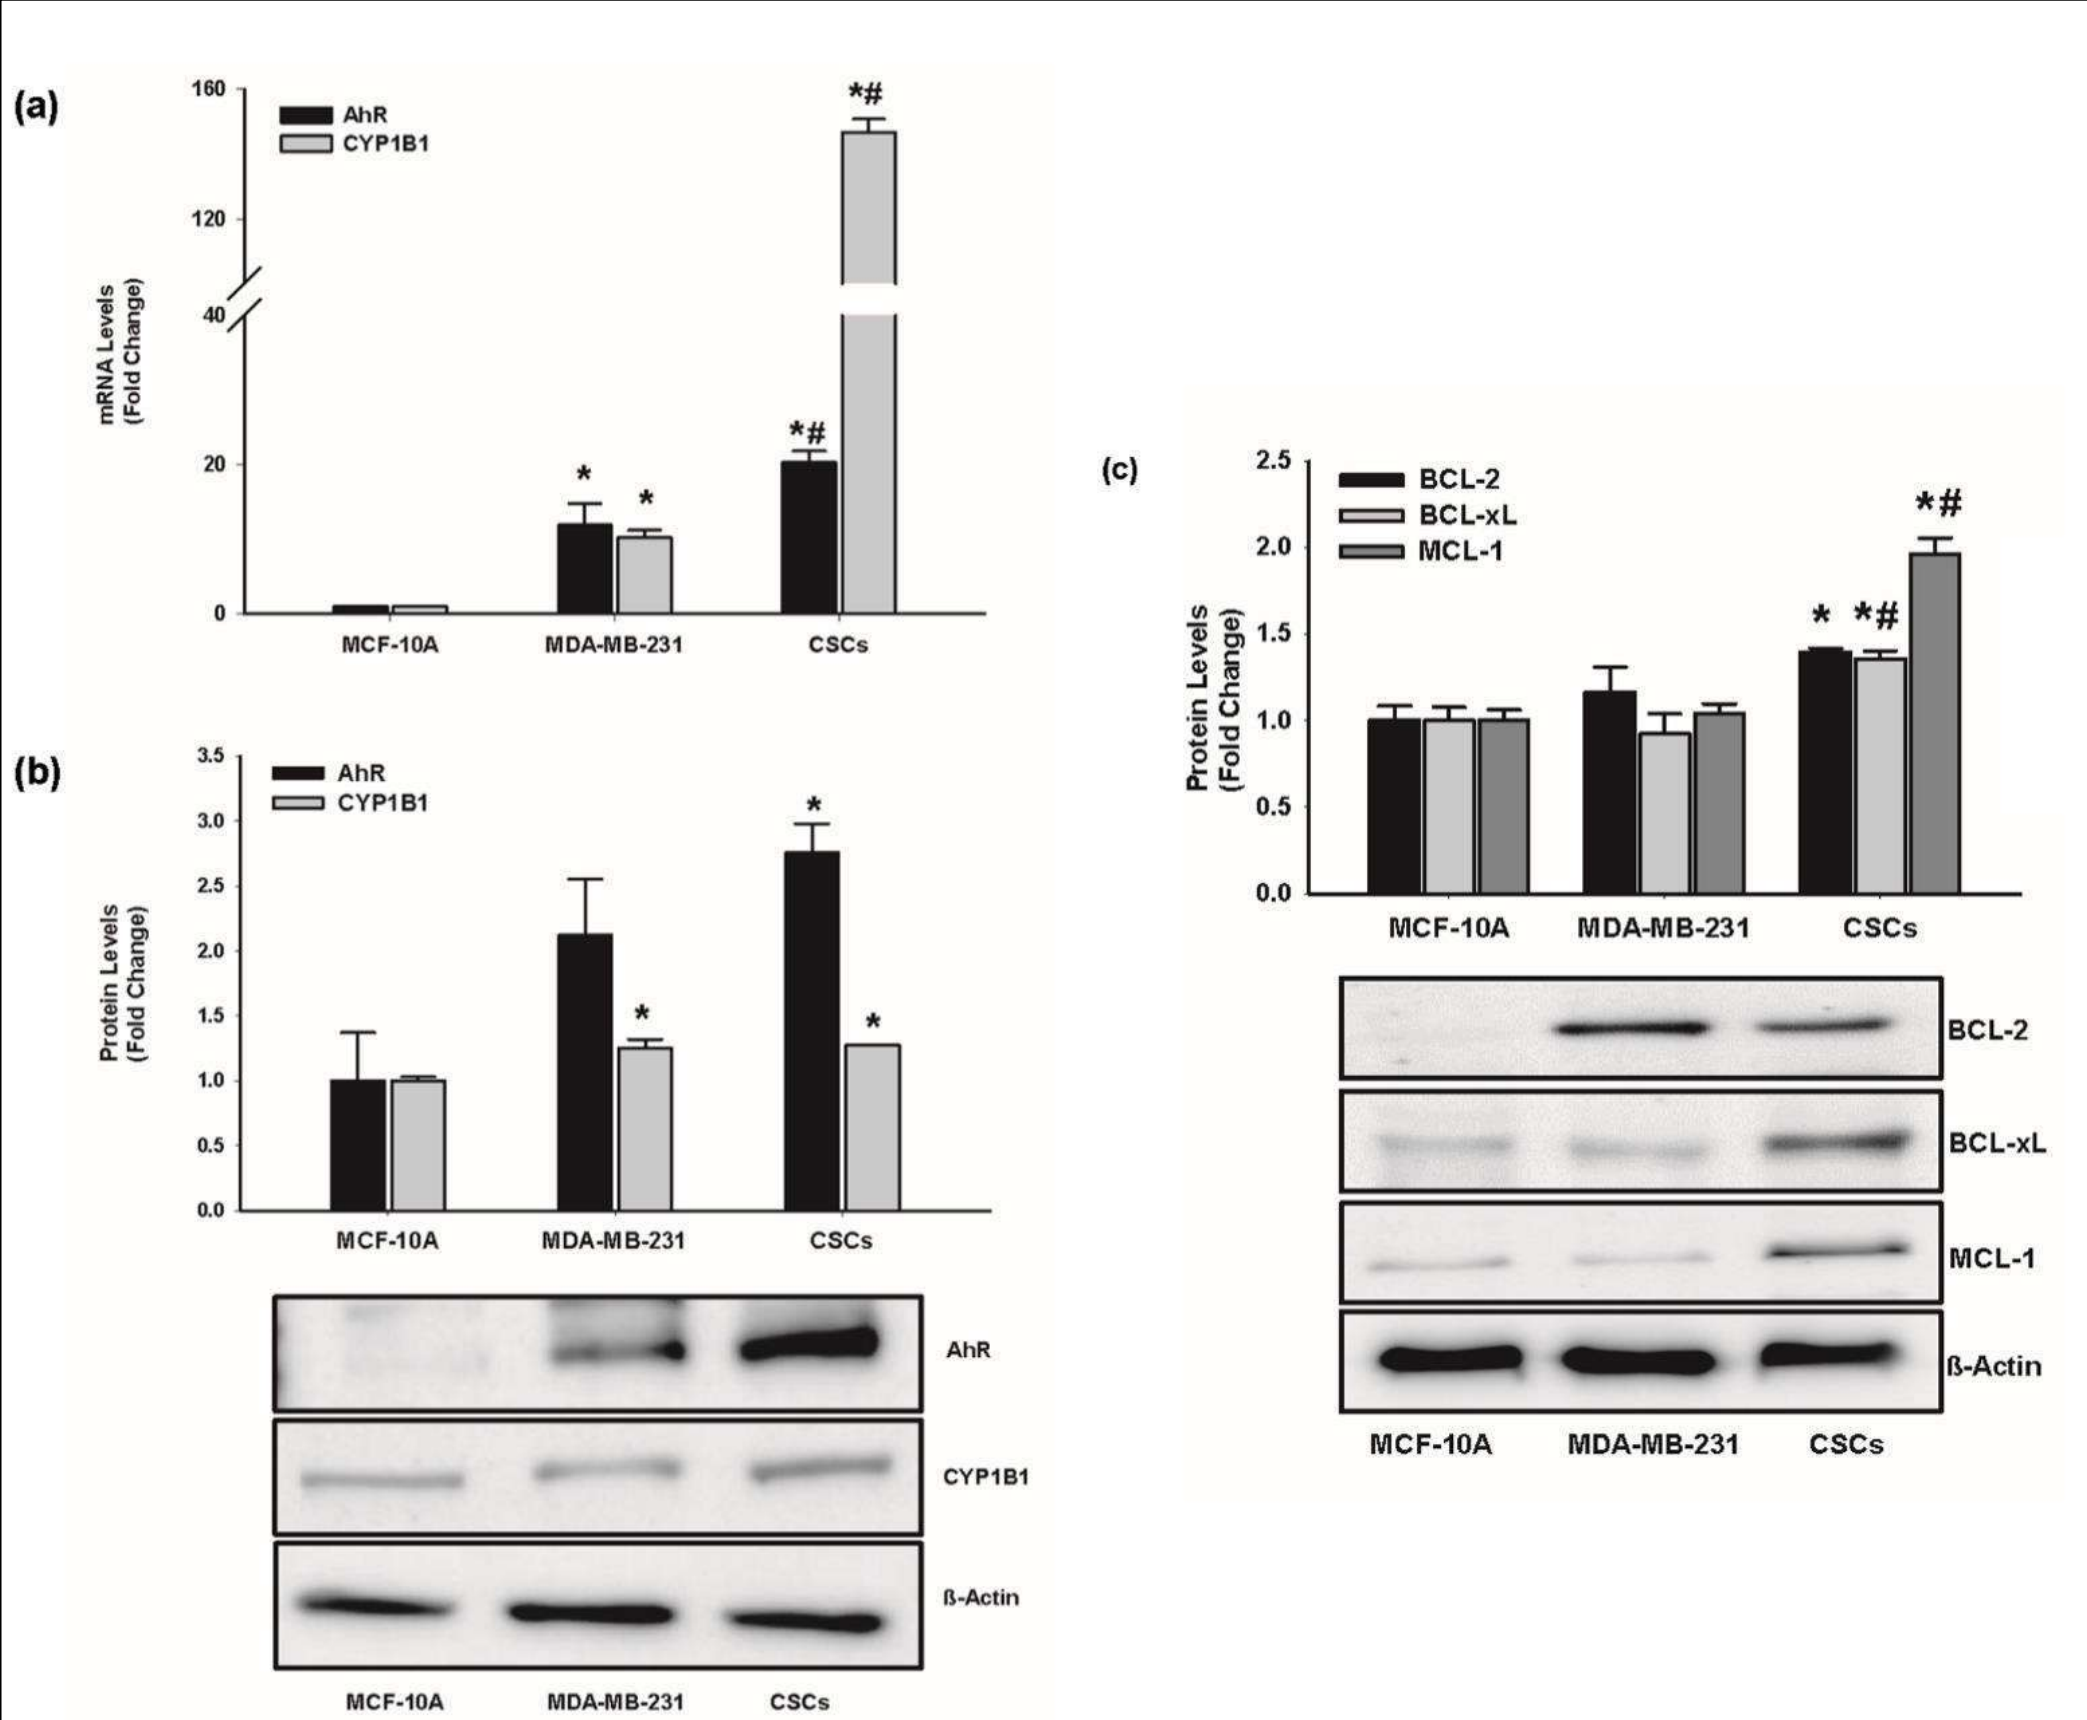 (a)
160
120
40
20
0
mRNA Levels
(Fold Change)
AhR
CYP1B1
*
*
*#
*#
MCF-10A MDA-MB-231 CSCs
(b)
3.5
3.0
2.5
2.0
1.5
1.0
0.5
0.0
Protein Levels
(Fold Change)
AhR
CYP1B1
*
*
*
MCF-10A MDA-MB-231 CSCs
AhR
CYP1B1
ß-Actin
MCF-10A MDA-MB-231 CSCs
(c)
2.5
2.0
1.5
1.0
0.5
0.0
Protein Levels
(Fold Change)
BCL-2
BCL-xL
MCL-1
* *# *#
MCF-10A MDA-MB-231 CSCs
BCL-2
BCL-xL
MCL-1
ß-Actin
MCF-10A MDA-MB-231 CSCs